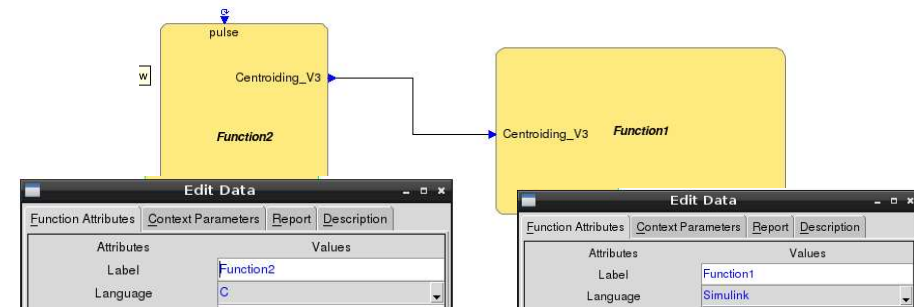 pulse
w
Centroiding_V3
Function2
Centroiding_V3
Function1
Edit Data
Function Attributes Context Parameters Report Description
Attributes Values
Label Function2
Language C
Edit Data
Function Attributes Context Parameters Report Description
Attributes Values
Label Function1
Language Simulink